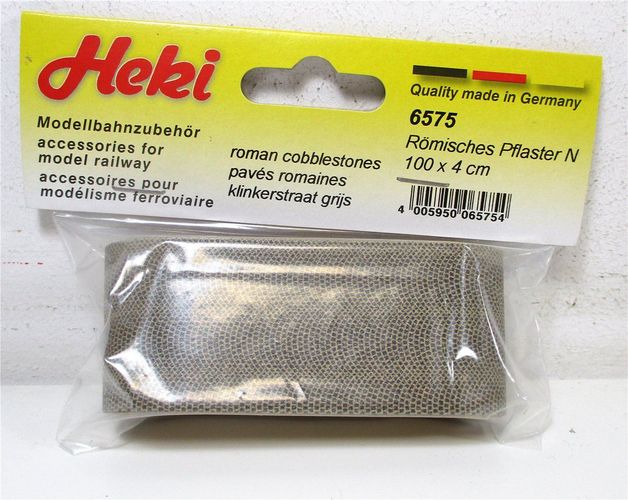 Heki
Modellbahnzubehör
accessories for
model railway
accessoires pour
modélisme ferroviaire
roman cobblestones
pavés romaines
klinkerstraat grijs
Quality made in Germany
6575
Römisches Pflaster N
100 x 4 cm
4 005950 065754